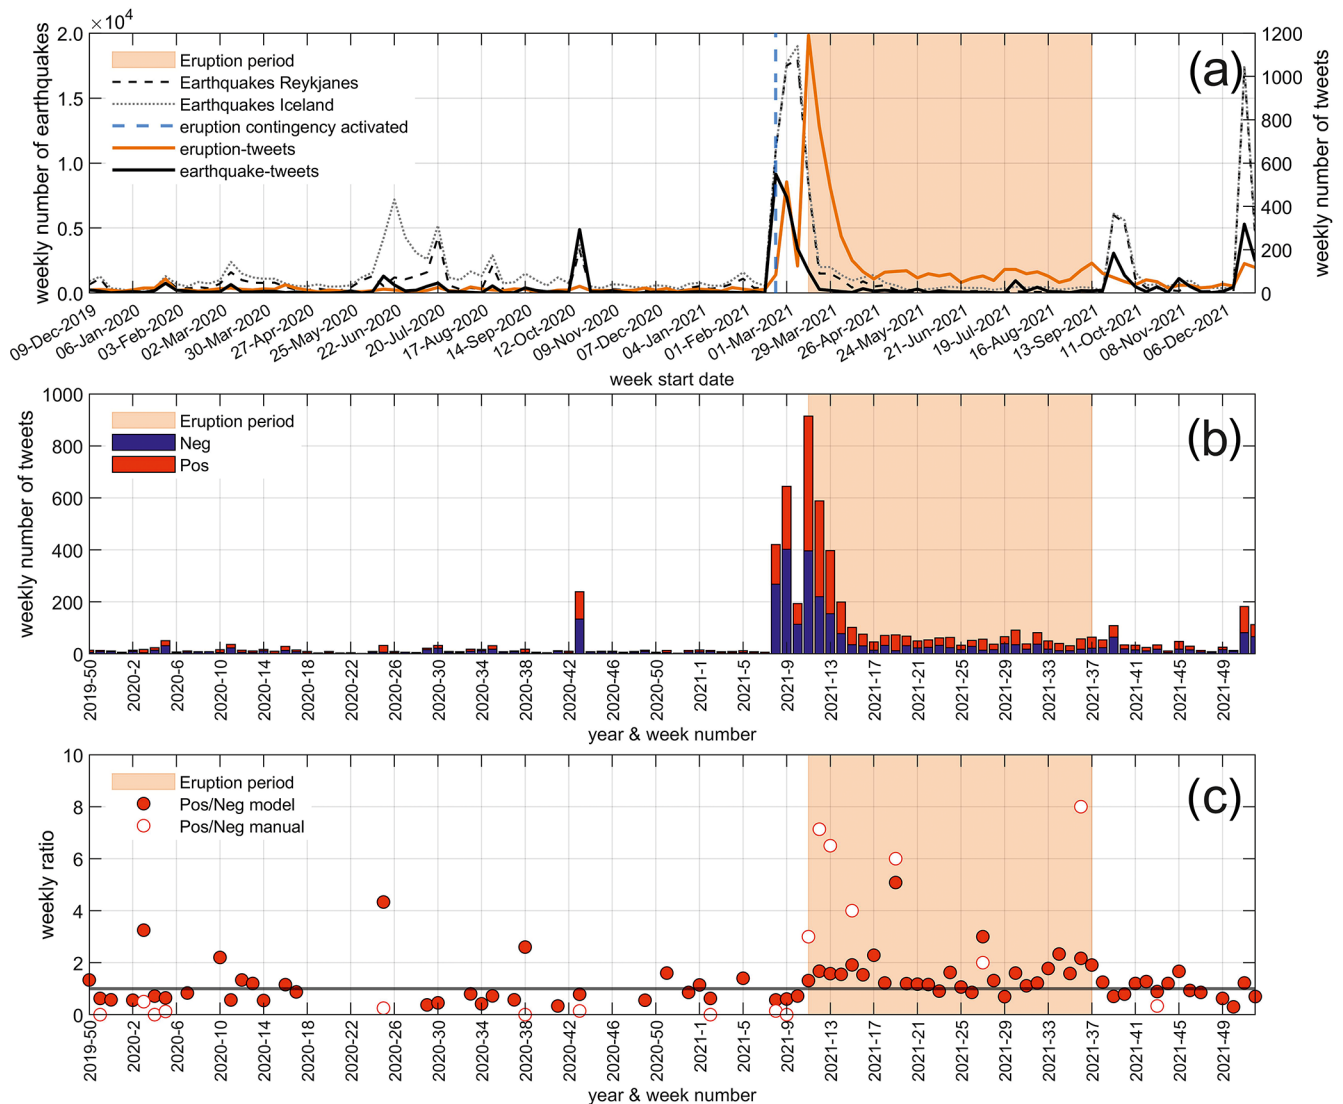 ×10⁴
2.0
1.5
1.0
0.5
0.0
weekly number of earthquakes
Eruption period
Earthquakes Reykjanes
Earthquakes Iceland
eruption contingency activated
eruption-tweets
earthquake-tweets
(a)
1200
1000
800
600
400
200
0
weekly number of tweets
09-Dec-2019
06-Jan-2020
03-Feb-2020
02-Mar-2020
30-Mar-2020
27-Apr-2020
25-May-2020
22-Jun-2020
20-Jul-2020
17-Aug-2020
14-Sep-2020
12-Oct-2020
09-Nov-2020
07-Dec-2020
04-Jan-2021
01-Feb-2021
01-Mar-2021
29-Mar-2021
26-Apr-2021
24-May-2021
21-Jun-2021
19-Jul-2021
16-Aug-2021
13-Sep-2021
11-Oct-2021
08-Nov-2021
06-Dec-2021
week start date
1000
800
600
400
200
0
weekly number of tweets
Eruption period
Neg
Pos
(b)
2019-50
2020-2
2020-6
2020-10
2020-14
2020-18
2020-22
2020-26
2020-30
2020-34
2020-38
2020-42
2020-46
2020-50
2021-1
2021-5
2021-9
2021-13
2021-17
2021-21
2021-25
2021-29
2021-33
2021-37
2021-41
2021-45
2021-49
year & week number
10
8
6
4
2
0
weekly ratio
Eruption period
Pos/Neg model
Pos/Neg manual
(c)
2019-50
2020-2
2020-6
2020-10
2020-14
2020-18
2020-22
2020-26
2020-30
2020-34
2020-38
2020-42
2020-46
2020-50
2021-1
2021-5
2021-9
2021-13
2021-17
2021-21
2021-25
2021-29
2021-33
2021-37
2021-41
2021-45
2021-49
year & week number